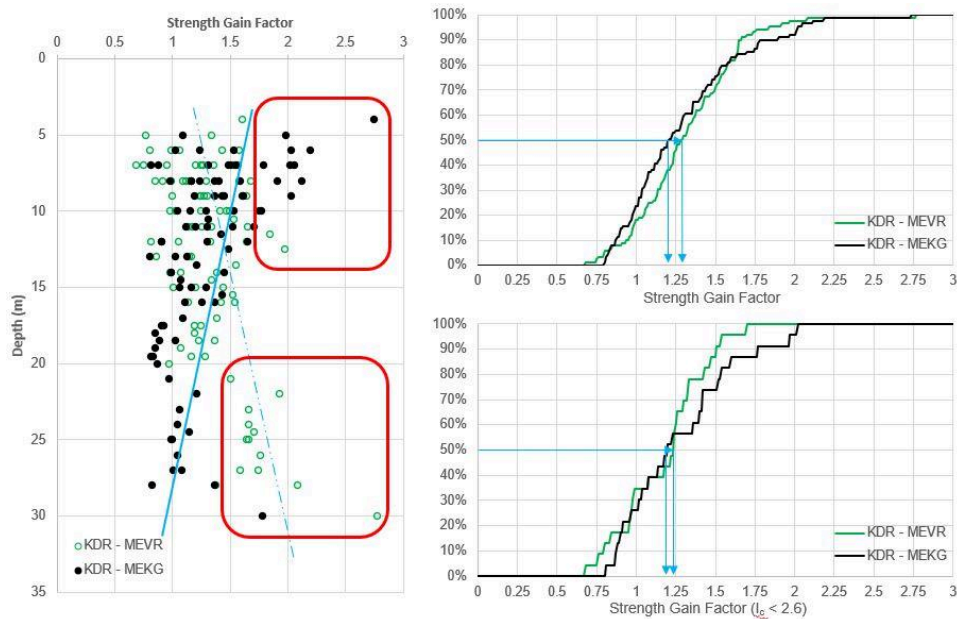 Strength Gain Factor
0 0.5 1 1.5 2 2.5 3
0
5
10
15
20
25
30
35
Depth (m)
KDR - MEVR
KDR - MEKG
100%
90%
80%
70%
60%
50%
40%
30%
20%
10%
0%
KDR - MEVR
KDR - MEKG
0 0.25 0.5 0.75 1 1.25 1.5 1.75 2 2.25 2.5 2.75 3
Strength Gain Factor
100%
90%
80%
70%
60%
50%
40%
30%
20%
10%
0%
KDR - MEVR
KDR - MEKG
0 0.25 0.5 0.75 1 1.25 1.5 1.75 2 2.25 2.5 2.75 3
Strength Gain Factor (Ic < 2.6)